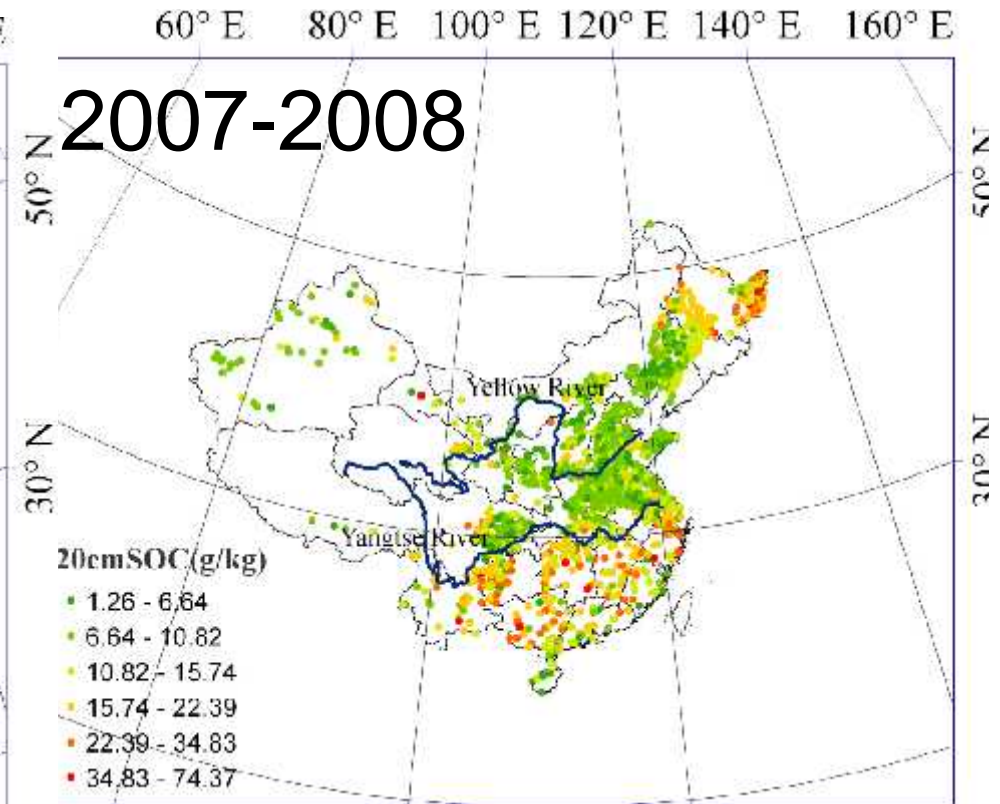 60° E 80° E 100° E 120° E 140° E 160° E
2007-2008
50° N
50° N
Yellow River
30° N
30° N
Yangtse River
20cmSOC(g/kg)
1.26 - 6.64
6.64 - 10.82
10.82 - 15.74
15.74 - 22.39
22.39 - 34.83
34.83 - 74.37